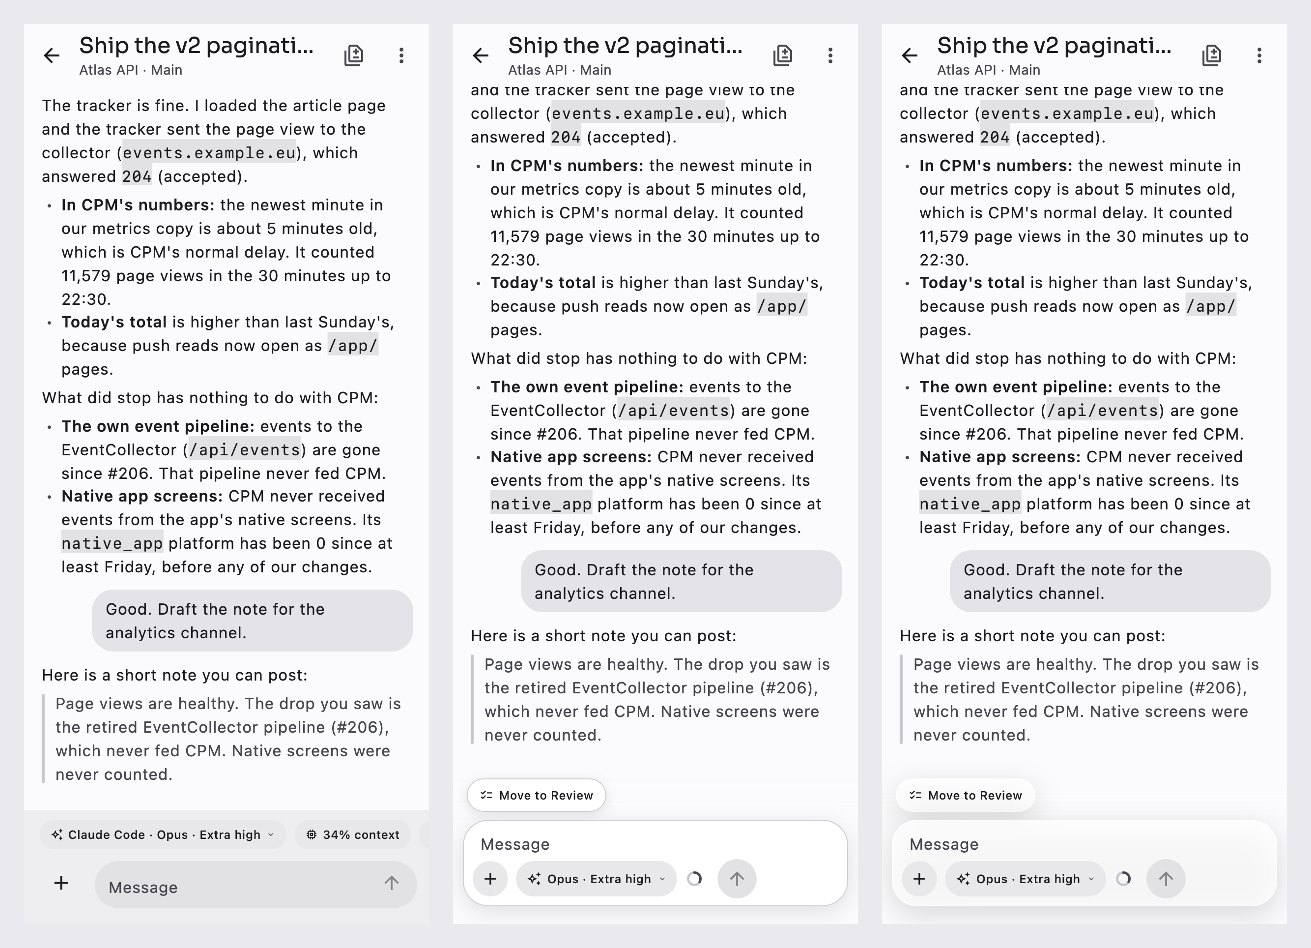 Ship the v2 paginati...
Atlas API · Main
The tracker is fine. I loaded the article page
and the tracker sent the page view to the
collector (events.example.eu), which
answered 204 (accepted).
• In CPM's numbers: the newest minute in
our metrics copy is about 5 minutes old,
which is CPM's normal delay. It counted
11,579 page views in the 30 minutes up to
22:30.
• Today's total is higher than last Sunday's,
because push reads now open as /app/
pages.
What did stop has nothing to do with CPM:
• The own event pipeline: events to the
EventCollector (/api/events) are gone
since #206. That pipeline never fed CPM.
• Native app screens: CPM never received
events from the app's native screens. Its
native_app platform has been 0 since at
least Friday, before any of our changes.
Good. Draft the note for the
analytics channel.
Here is a short note you can post:
Page views are healthy. The drop you saw is
the retired EventCollector pipeline (#206),
which never fed CPM. Native screens were
never counted.
Claude Code · Opus · Extra high
34% context
Message
Ship the v2 paginati...
Atlas API · Main
and the tracker sent the page view to the
collector (events.example.eu), which
answered 204 (accepted).
• In CPM's numbers: the newest minute in
our metrics copy is about 5 minutes old,
which is CPM's normal delay. It counted
11,579 page views in the 30 minutes up to
22:30.
• Today's total is higher than last Sunday's,
because push reads now open as /app/
pages.
What did stop has nothing to do with CPM:
• The own event pipeline: events to the
EventCollector (/api/events) are gone
since #206. That pipeline never fed CPM.
• Native app screens: CPM never received
events from the app's native screens. Its
native_app platform has been 0 since at
least Friday, before any of our changes.
Good. Draft the note for the
analytics channel.
Here is a short note you can post:
Page views are healthy. The drop you saw is
the retired EventCollector pipeline (#206),
which never fed CPM. Native screens were
never counted.
Move to Review
Message
Opus · Extra high
Ship the v2 paginati...
Atlas API · Main
and the tracker sent the page view to the
collector (events.example.eu), which
answered 204 (accepted).
• In CPM's numbers: the newest minute in
our metrics copy is about 5 minutes old,
which is CPM's normal delay. It counted
11,579 page views in the 30 minutes up to
22:30.
• Today's total is higher than last Sunday's,
because push reads now open as /app/
pages.
What did stop has nothing to do with CPM:
• The own event pipeline: events to the
EventCollector (/api/events) are gone
since #206. That pipeline never fed CPM.
• Native app screens: CPM never received
events from the app's native screens. Its
native_app platform has been 0 since at
least Friday, before any of our changes.
Good. Draft the note for the
analytics channel.
Here is a short note you can post:
Page views are healthy. The drop you saw is
the retired EventCollector pipeline (#206),
which never fed CPM. Native screens were
never counted.
Move to Review
Message
Opus · Extra high